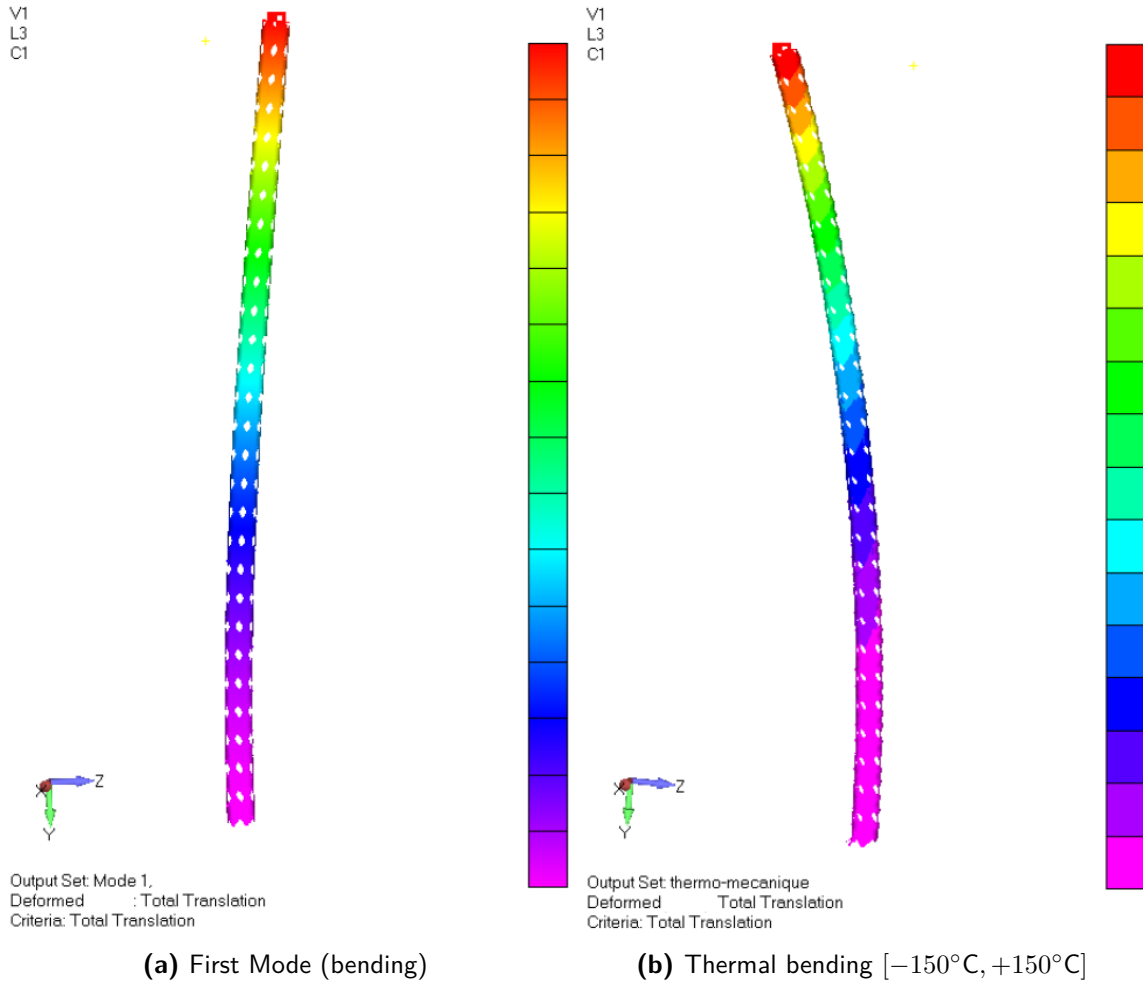 V1
L3
C1
X
Z
Y
Output Set: Mode 1,
Deformed : Total Translation
Criteria: Total Translation
(a) First Mode (bending)
V1
L3
C1
X
Z
Y
Output Set: thermo-mecanique
Deformed Total Translation
Criteria: Total Translation
(b) Thermal bending [−150°C, +150°C]